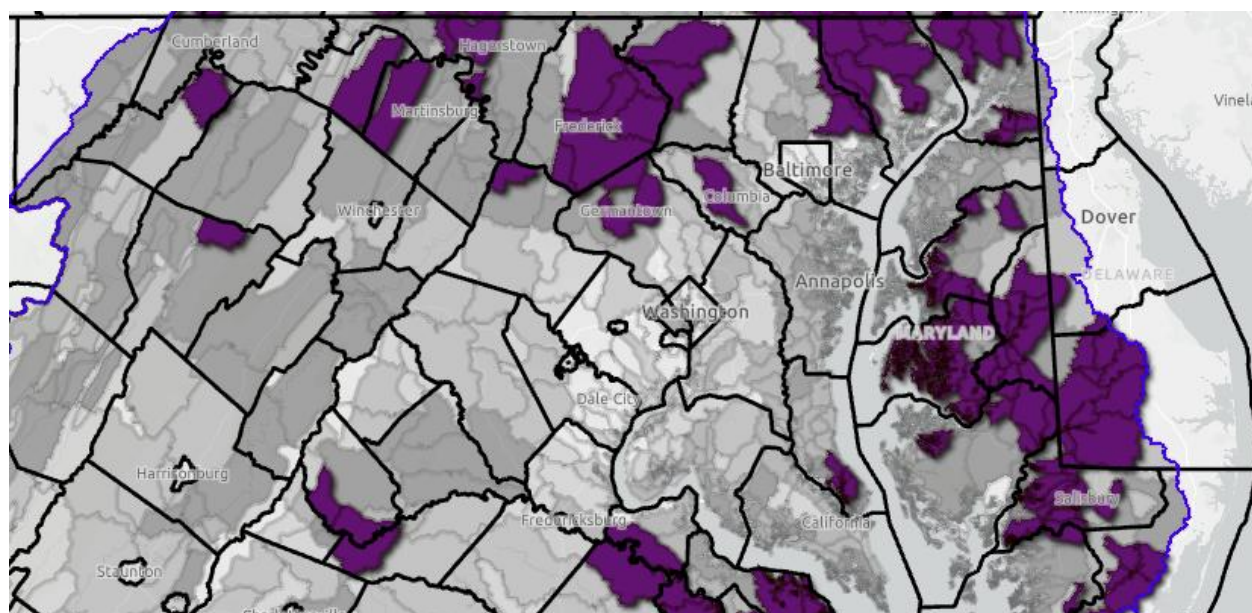 Wilmington
Cumberland
Hagerstown
Martinsburg
Vinela
Frederick
Baltimore
Columbia
Winchester
Germantown
Dover
Annapolis
DELAWARE
Washington
MARYLAND
Dale City
Harrisonburg
Salisbury
Fredericksburg
California
Staunton